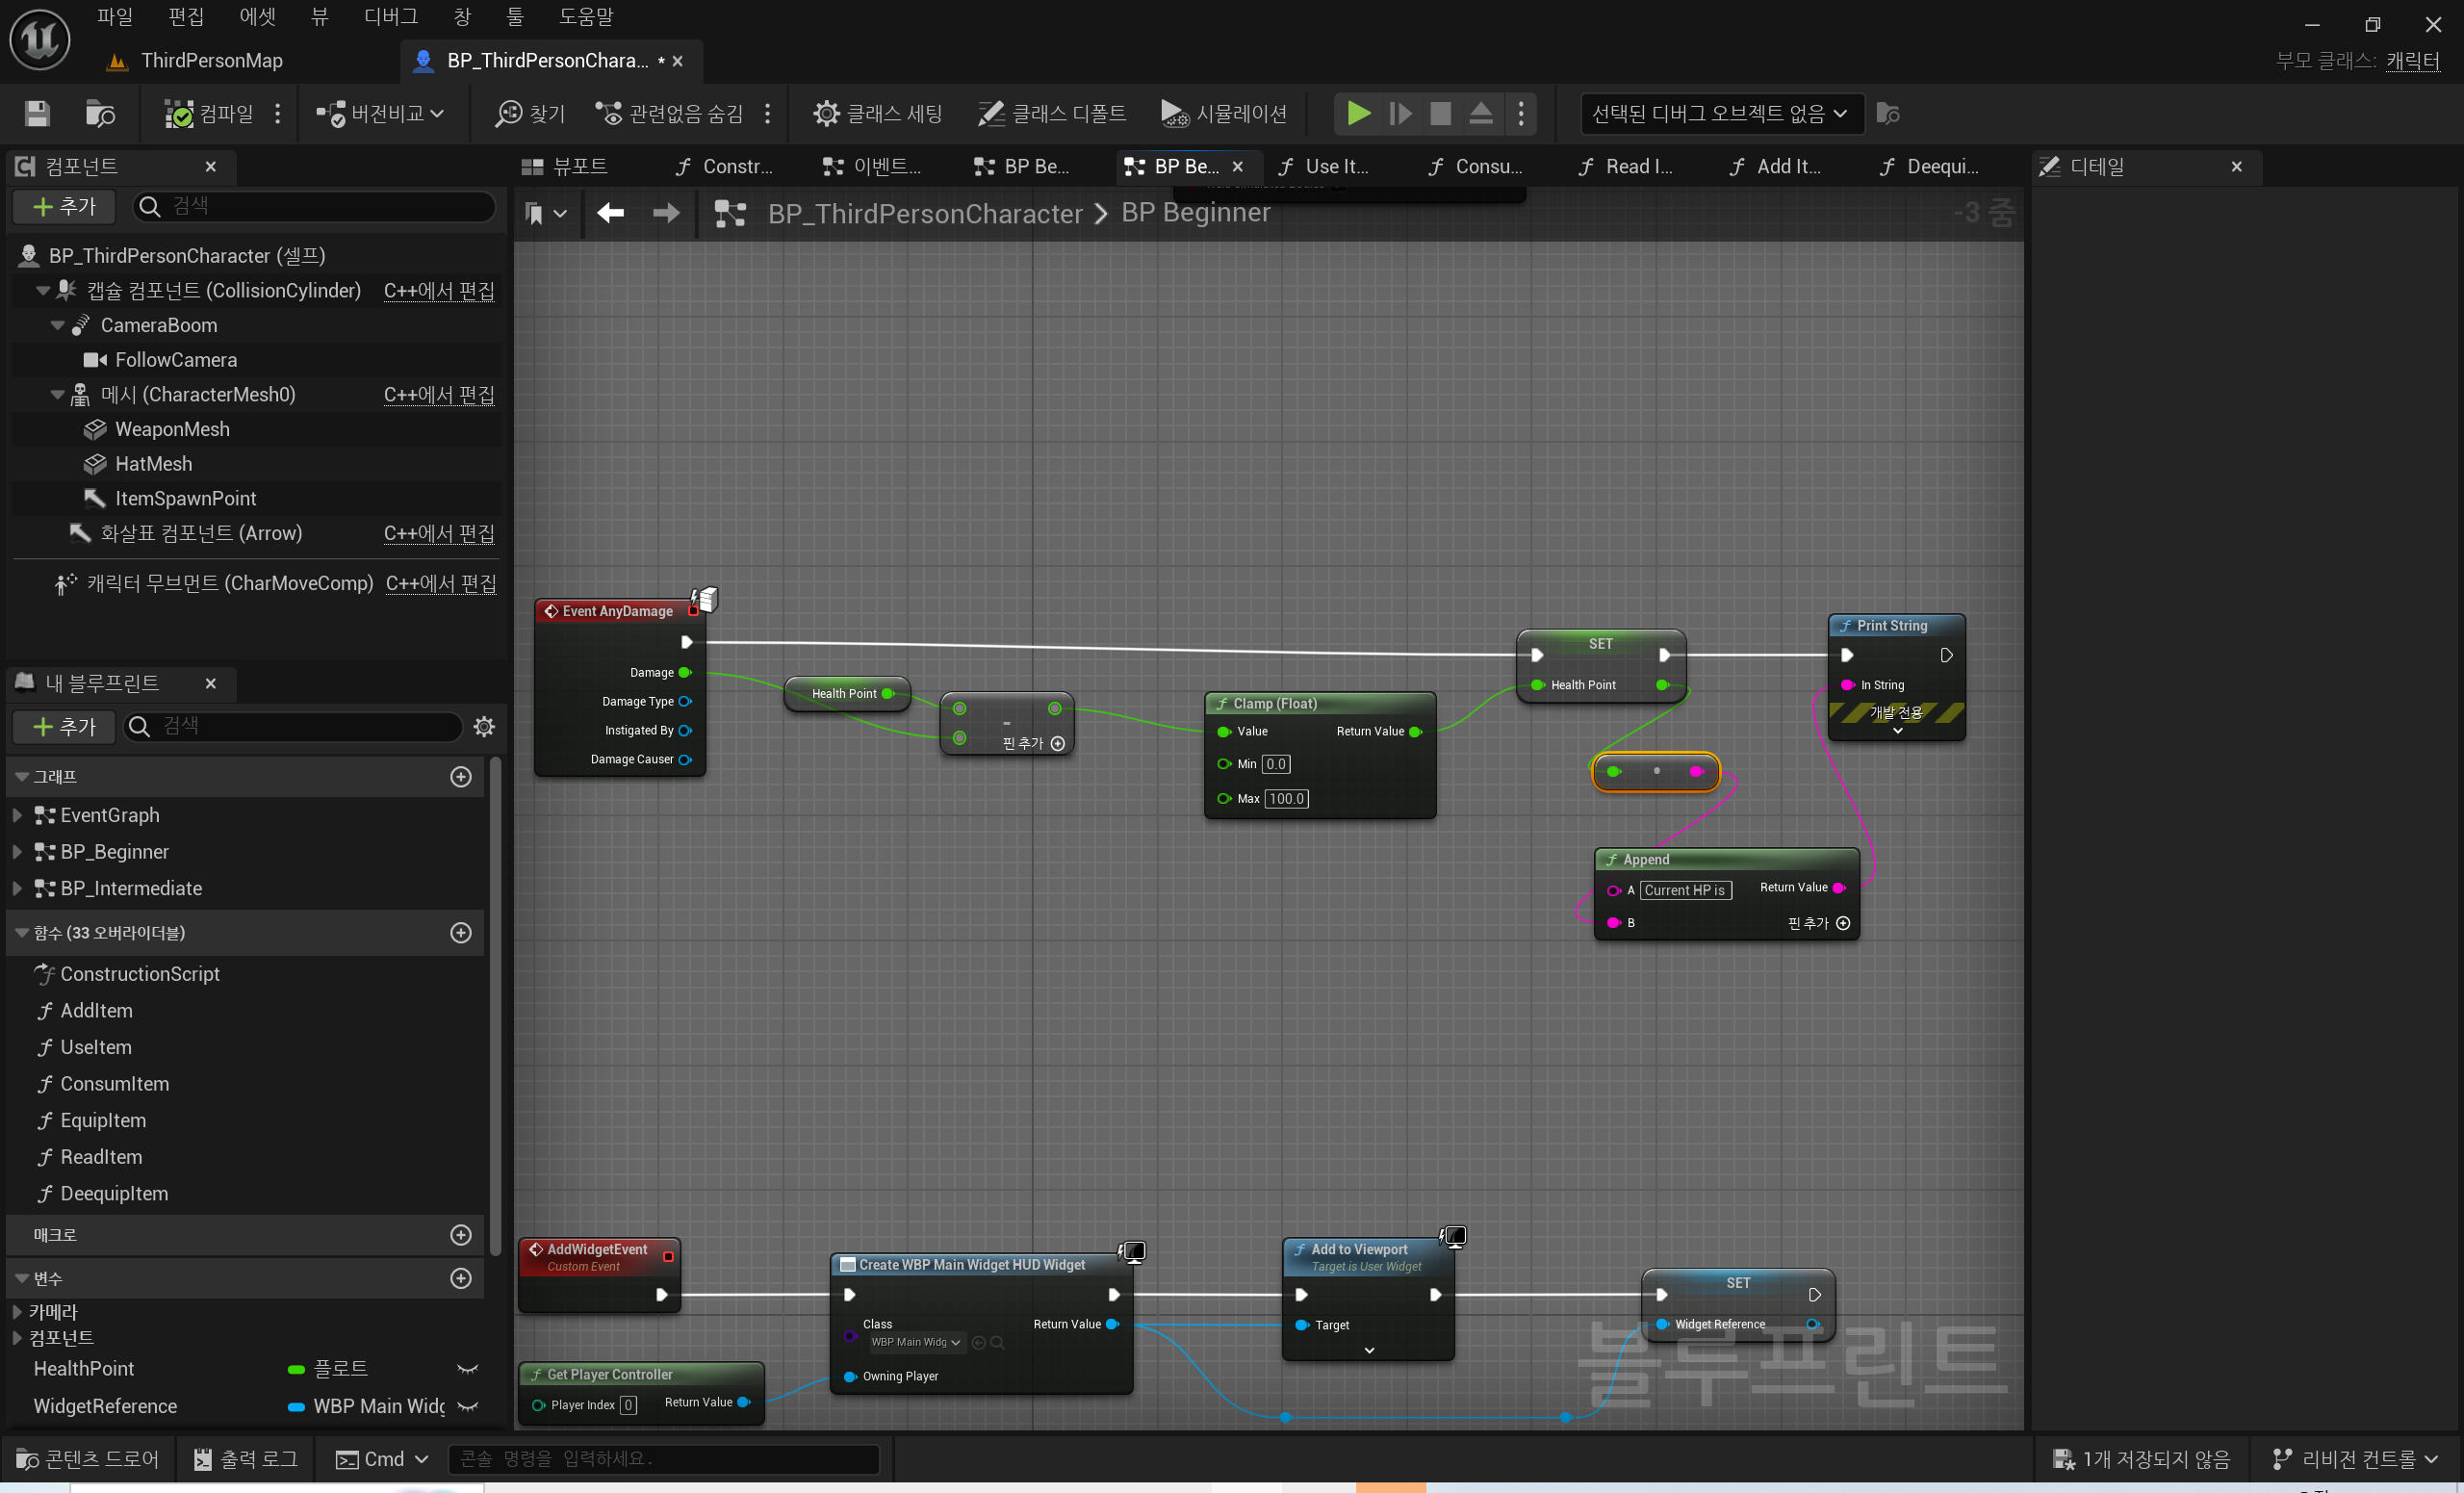 파일 편집 에셋 뷰 디버그 창 툴 도움말
ThirdPersonMap
BP_ThirdPersonChara... *
부모 클래스: 캐릭터
컴파일 버전비교 찾기 관련없음 숨김 클래스 세팅 클래스 디폴트 시뮬레이션 선택된 디버그 오브젝트 없음
컴포넌트
추가 검색
BP_ThirdPersonCharacter (셀프)
캡슐 컴포넌트 (CollisionCylinder) C++에서 편집
CameraBoom
FollowCamera
메시 (CharacterMesh0) C++에서 편집
WeaponMesh
HatMesh
ItemSpawnPoint
화살표 컴포넌트 (Arrow) C++에서 편집
캐릭터 무브먼트 (CharMoveComp) C++에서 편집
내 블루프린트
추가 검색
그래프
EventGraph
BP_Beginner
BP_Intermediate
함수 (33 오버라이더블)
ConstructionScript
AddItem
UseItem
ConsumItem
EquipItem
ReadItem
DeequipItem
매크로
변수
카메라
컴포넌트
HealthPoint 플로트
WidgetReference WBP Main Widg
뷰포트 Constr... 이벤트... BP Be... BP Be... Use It... Consu... Read I... Add It... Deequi...
BP_ThirdPersonCharacter > BP Beginner
-3 줌
Event AnyDamage
Damage
Damage Type
Instigated By
Damage Causer
Health Point
-
핀 추가
Clamp (Float)
Value Return Value
Min 0.0
Max 100.0
SET
Health Point
Print String
In String
개발 전용
Append
A Current HP is Return Value
B 핀 추가
AddWidgetEvent
Custom Event
Create WBP Main Widget HUD Widget
Class Return Value
WBP Main Widg
Owning Player
Get Player Controller
Player Index 0 Return Value
Add to Viewport
Target is User Widget
Target
SET
Widget Reference
블루프린트
디테일
콘텐츠 드로어 출력 로그 Cmd 콘솔 명령을 입력하세요.
1개 저장되지 않음 리비전 컨트롤